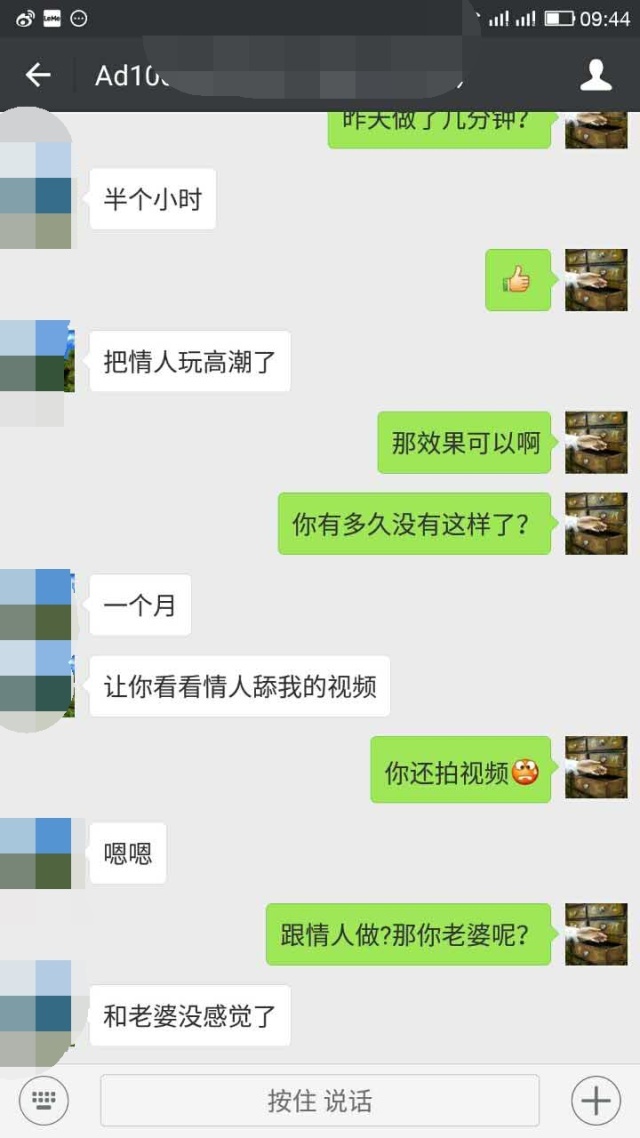 09:44
Ad10
昨天做了几分钟?
半个小时
把情人玩高潮了
那效果可以啊
你有多久没有这样了?
一个月
让你看看情人舔我的视频
你还拍视频
嗯嗯
跟情人做?那你老婆呢?
和老婆没感觉了
按住 说话